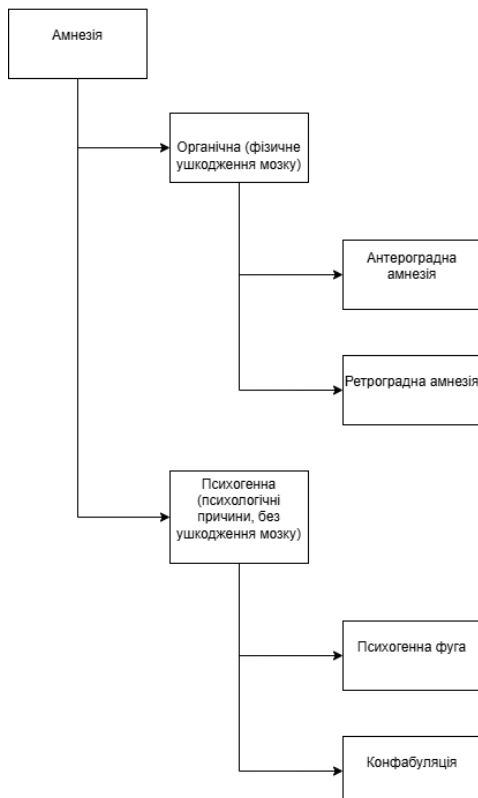 Амнезія
Органічна (фізичне
ушкодження мозку)
Антероградна
амнезія
Ретроградна амнезія
Психогенна
(психологічні
причини, без
ушкодження мозку)
Психогенна фуга
Конфабуляція